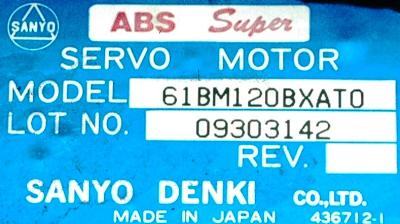 SANYO ABS Super
SERVO MOTOR
MODEL 61BM120BXAT0
LOT NO. 09303142
REV.
SANYO DENKI CO.,LTD.
MADE IN JAPAN 436712-1